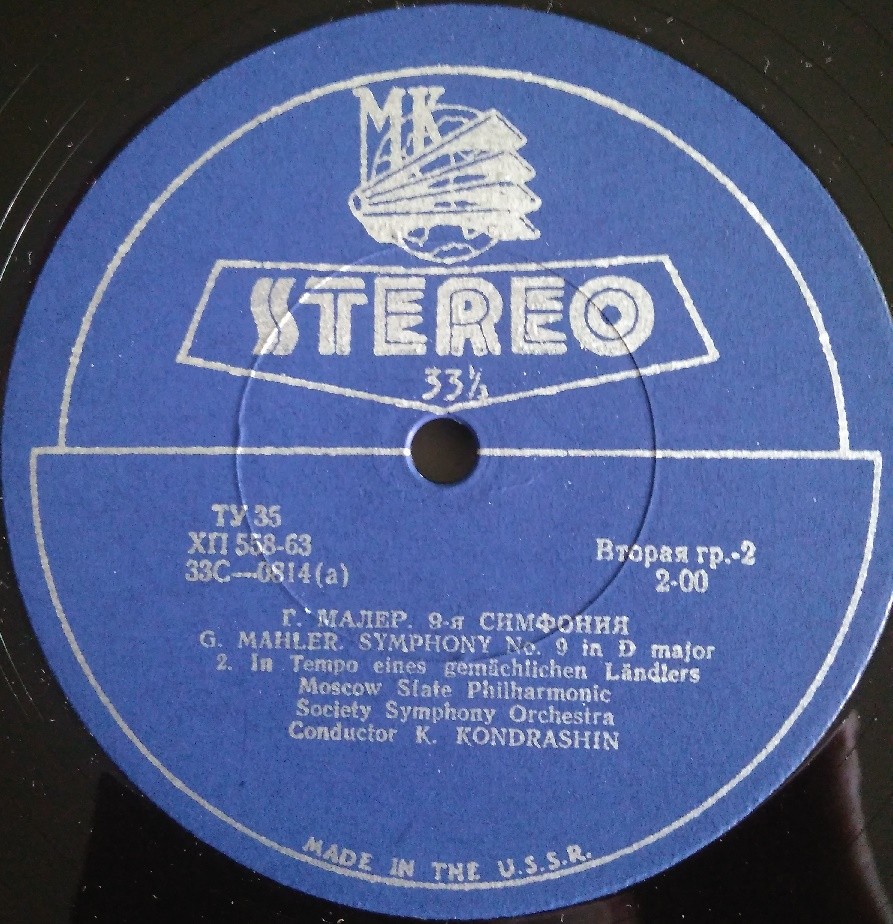 МК
STEREO
33⅓
ТУ 35
ХП 558-63
33С—0814(а)
Вторая гр.-2
2-00
Г. МАЛЕР. 9-я СИМФОНИЯ
G. MAHLER. SYMPHONY No. 9 in D major
2. In Tempo eines gemächlichen Ländlers
Moscow State Philharmonic
Society Symphony Orchestra
Conductor K. KONDRASHIN
MADE IN THE U.S.S.R.